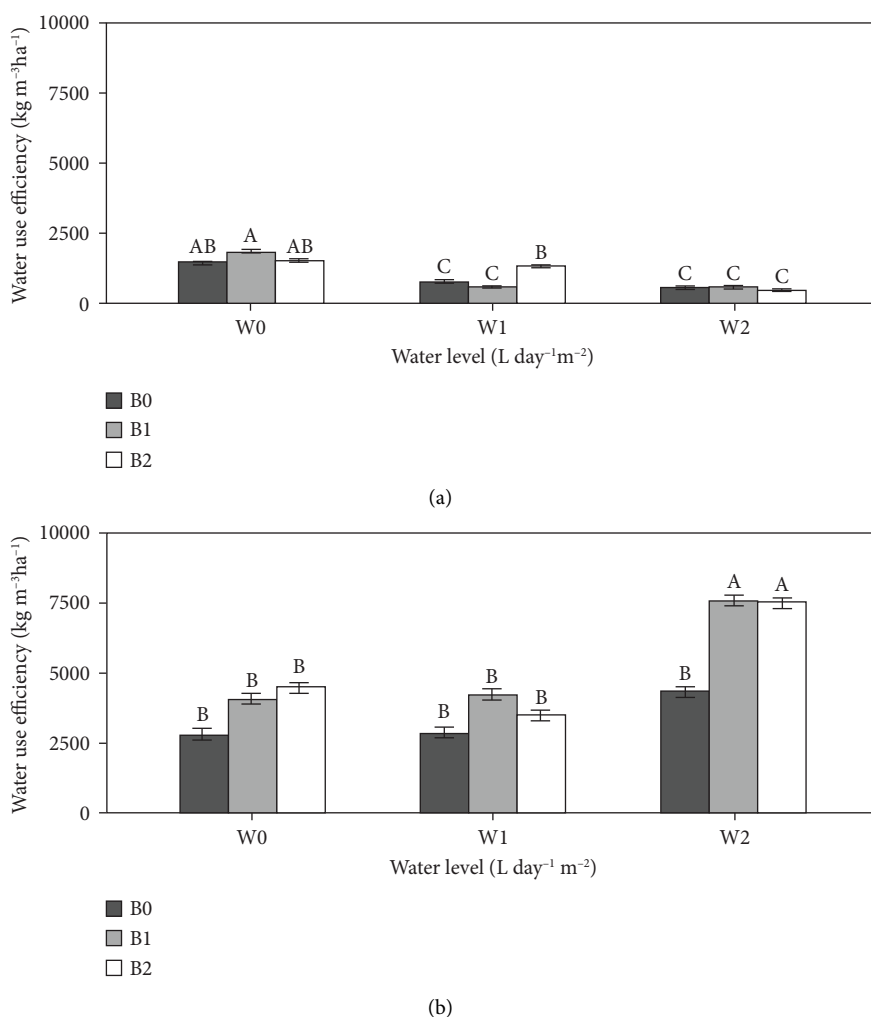 10000
7500
5000
2500
0
Water use efficiency (kg m⁻³ha⁻¹)
AB A AB
C C B
C C C
W0 W1 W2
Water level (L day⁻¹m⁻²)
B0
B1
B2
(a)
10000
7500
5000
2500
0
Water use efficiency (kg m⁻³ha⁻¹)
B B B
B B B
B A A
W0 W1 W2
Water level (L day⁻¹ m⁻²)
B0
B1
B2
(b)